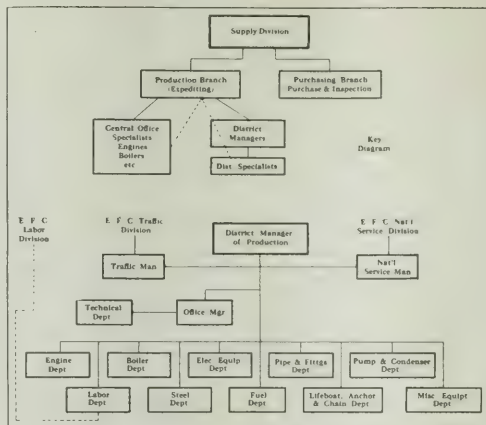 Supply Division
Production Branch
(Expediting)
Purchasing Branch
Purchase & Inspection
Central Office
Specialists
Engines
Boilers
etc
District
Managers
Dist Specialists
Key
Diagram
E F C
Labor
Division
E F C Traffic
Division
District Manager
of Production
E F C Nat'l
Service Division
Traffic Man
Nat'l
Service Man
Technical
Dept
Office Mgr
Engine
Dept
Boiler
Dept
Elec Equip
Dept
Pipe & Fittgs
Dept
Pump & Condenser
Dept
Labor
Dept
Steel
Dept
Fuel
Dept
Lifeboat, Anchor
& Chain Dept
Misc Equipt
Dept